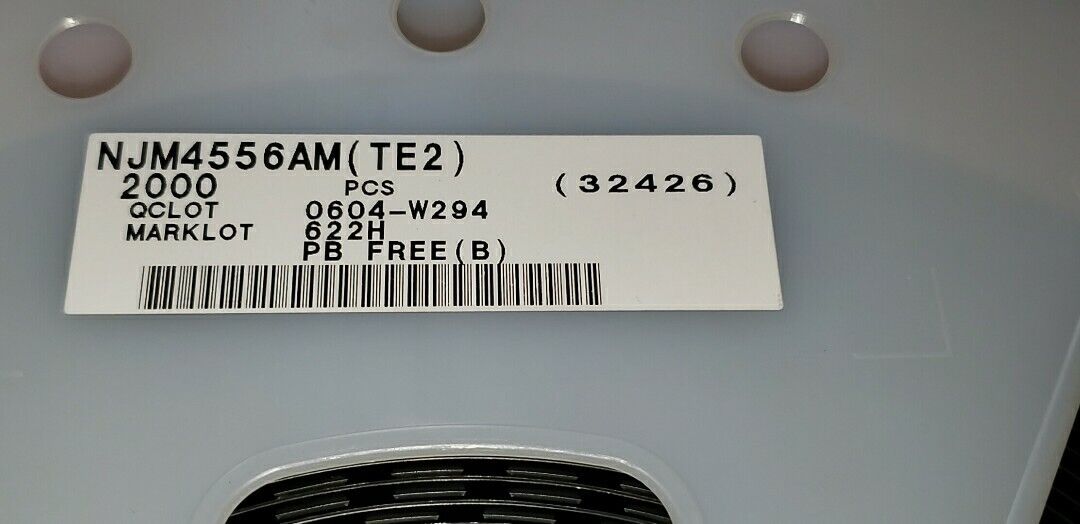 NJM4556AM(TE2)
2000 PCS (32426)
QCLOT 0604-W294
MARKLOT 622H
PB FREE(B)